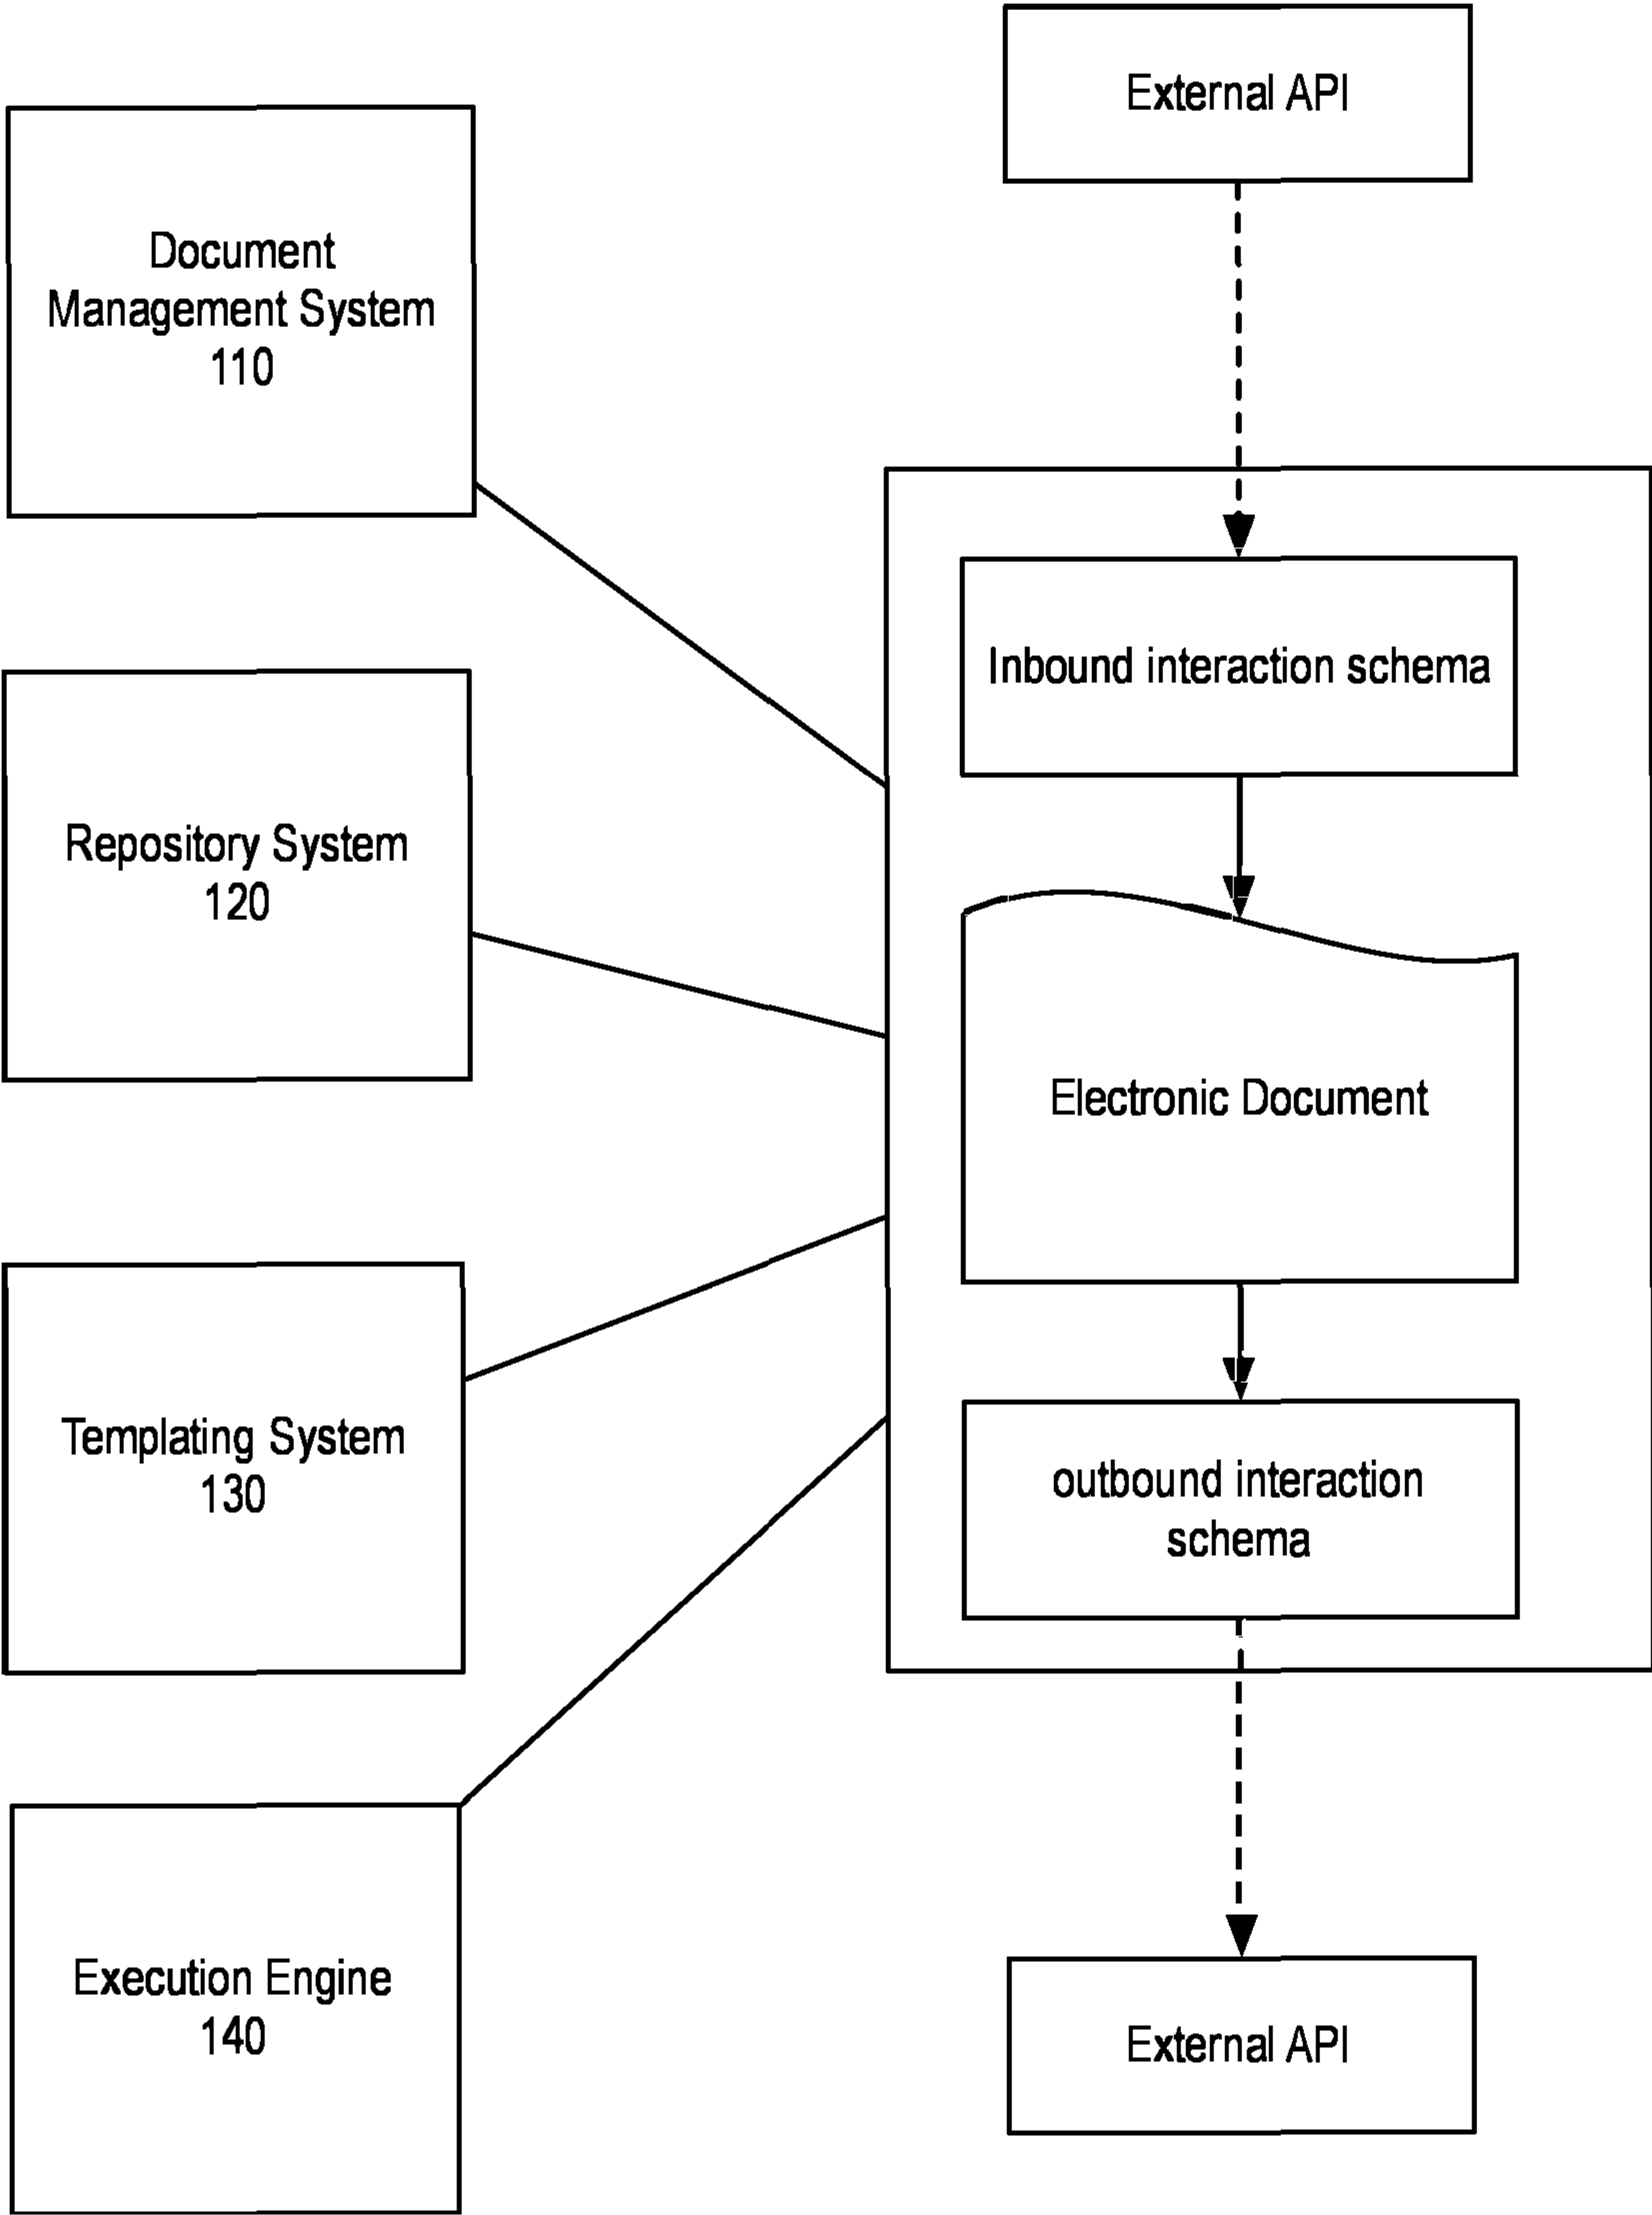 External API
Document
Management System
110
Inbound interaction schema
Repository System
120
Electronic Document
Templating System
130
outbound interaction
schema
Execution Engine
140
External API